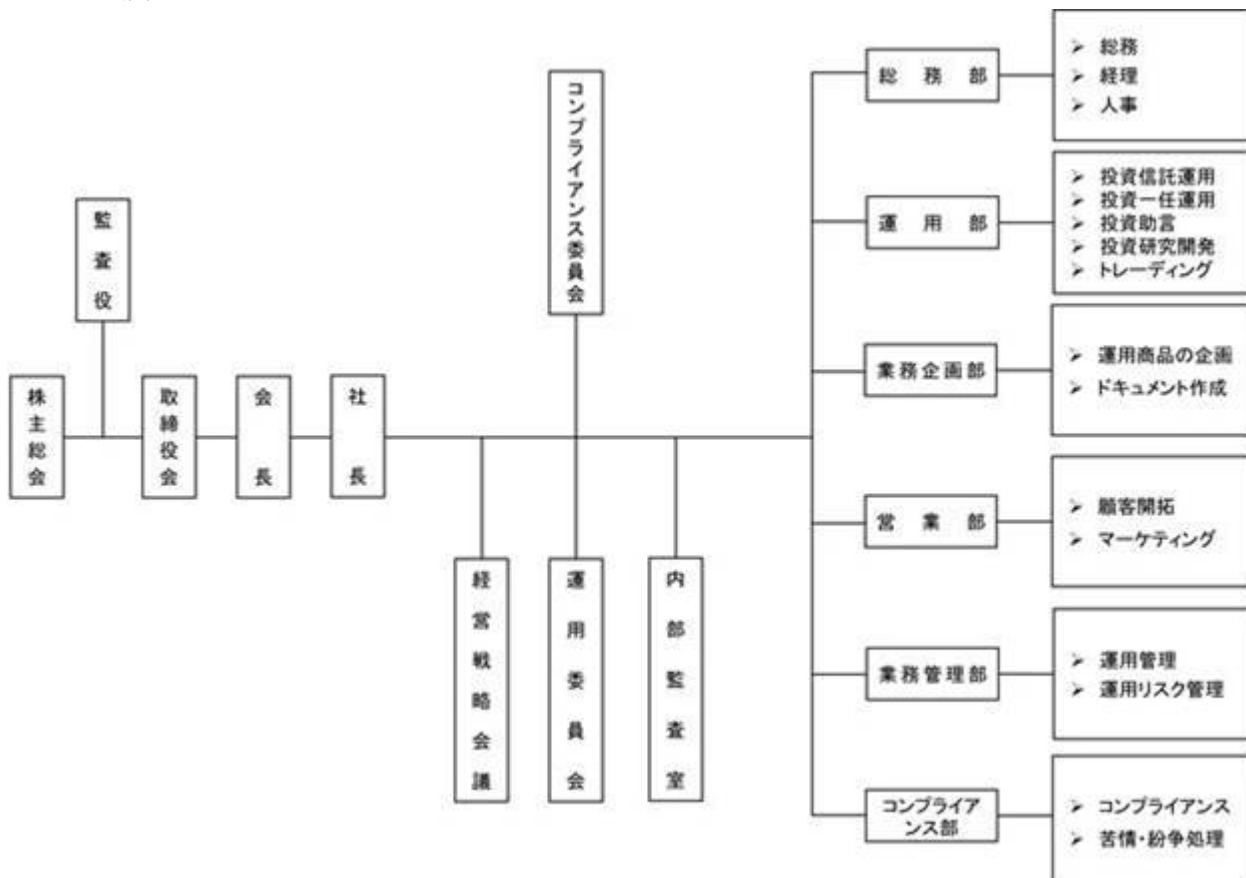 株主総会
監査役
取締役会
会長
社長
コンプライアンス委員会
経営戦略会議
運用委員会
内部監査室
総務部
➢ 総務
➢ 経理
➢ 人事
運用部
➢ 投資信託運用
➢ 投資一任運用
➢ 投資助言
➢ 投資研究開発
➢ トレーディング
業務企画部
➢ 運用商品の企画
➢ ドキュメント作成
営業部
➢ 顧客開拓
➢ マーケティング
業務管理部
➢ 運用管理
➢ 運用リスク管理
コンプライア
ンス部
➢ コンプライアンス
➢ 苦情・紛争処理